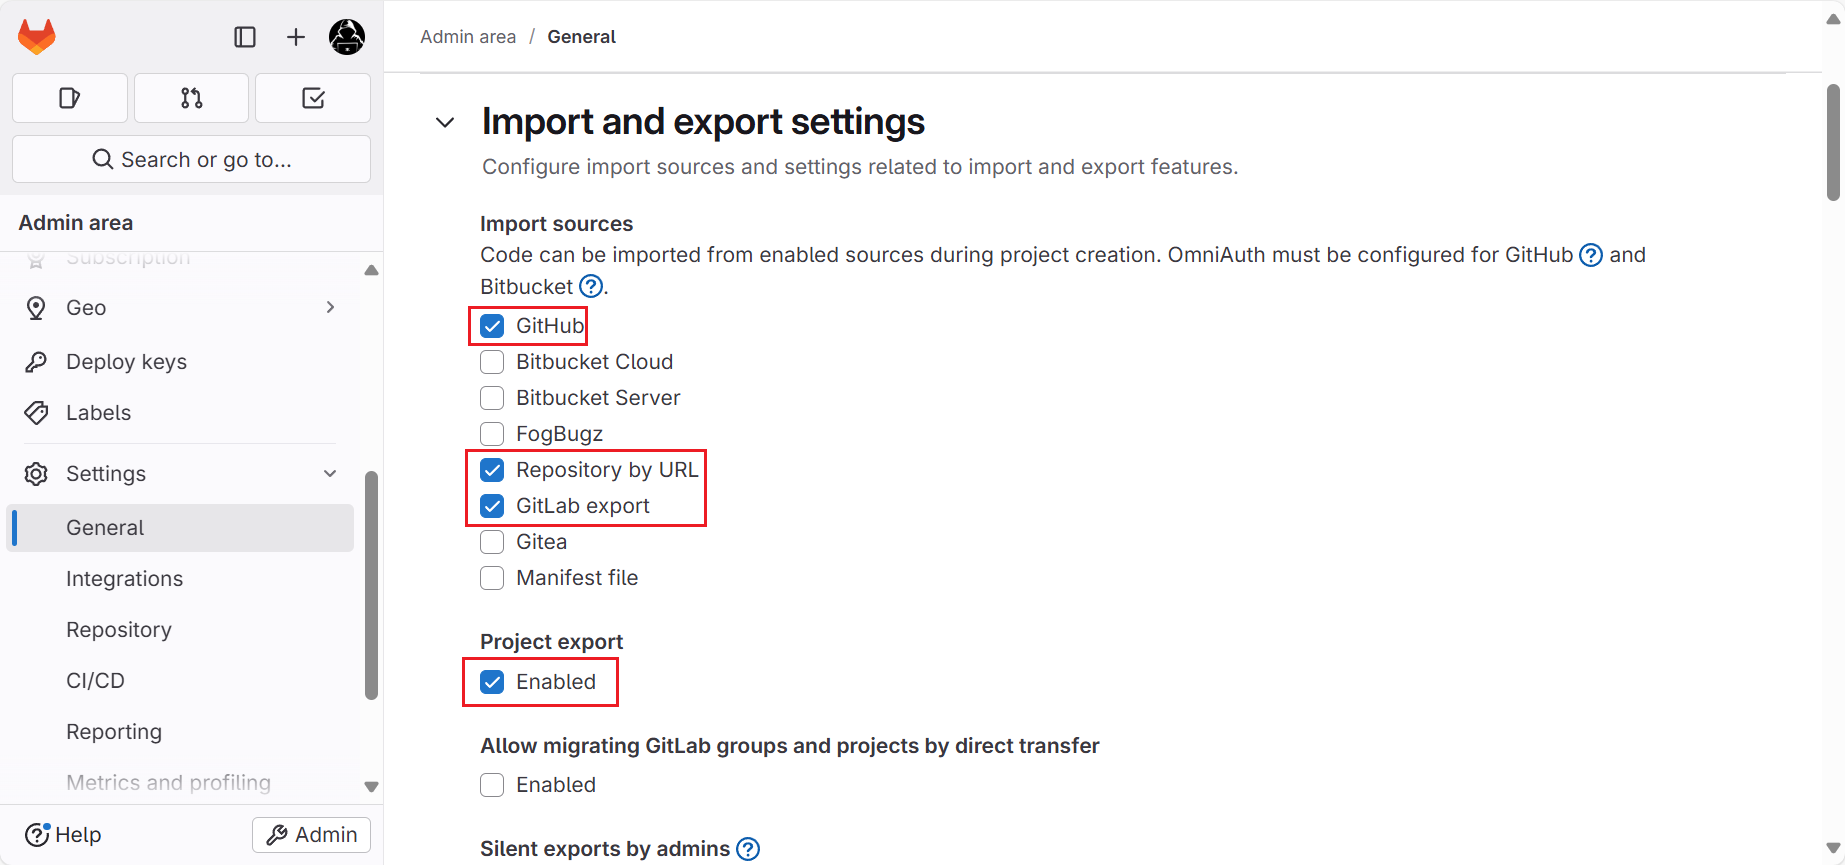 Admin area / General
Search or go to...
Admin area
Subscription
Geo
Deploy keys
Labels
Settings
General
Integrations
Repository
CI/CD
Reporting
Metrics and profiling
Help
Admin
Import and export settings
Configure import sources and settings related to import and export features.
Import sources
Code can be imported from enabled sources during project creation. OmniAuth must be configured for GitHub ? and
Bitbucket ?.
GitHub
Bitbucket Cloud
Bitbucket Server
FogBugz
Repository by URL
GitLab export
Gitea
Manifest file
Project export
Enabled
Allow migrating GitLab groups and projects by direct transfer
Enabled
Silent exports by admins ?